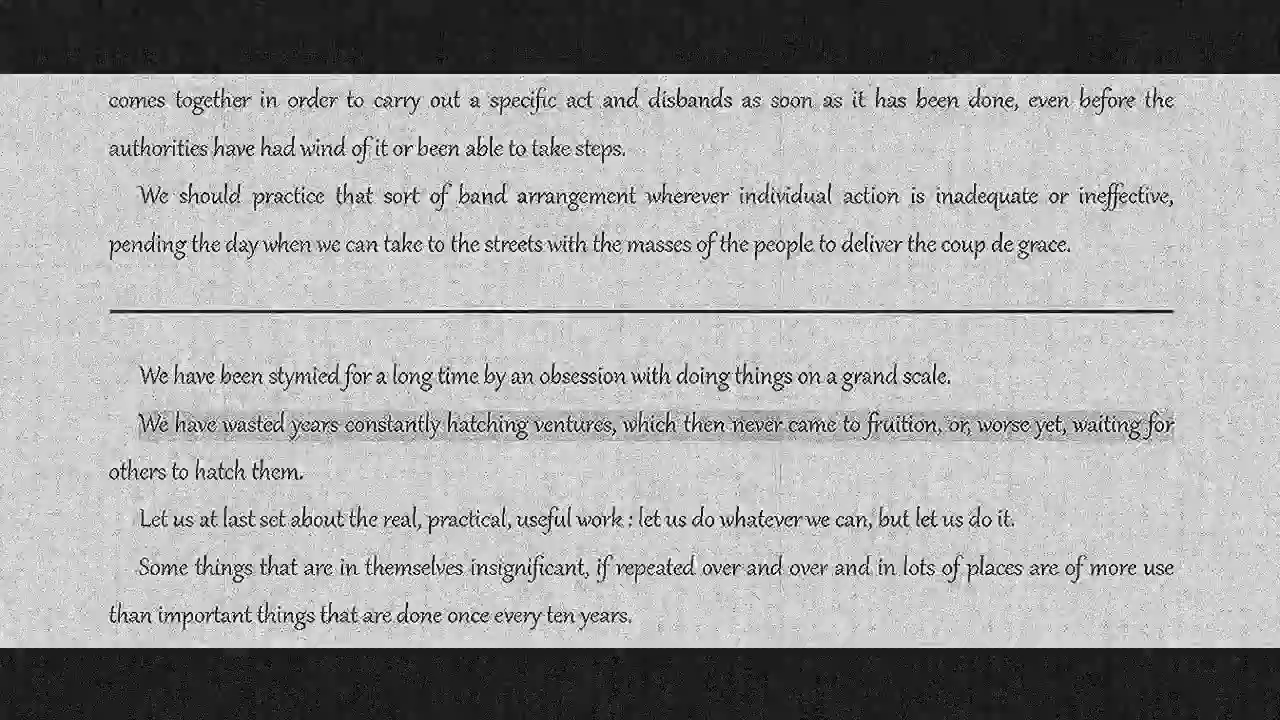 comes together in order to carry out a specific act and disbands as soon as it has been done, even before the
authorities have had wind of it or been able to take steps.
We should practice that sort of band arrangement wherever individual action is inadequate or ineffective,
pending the day when we can take to the streets with the masses of the people to deliver the coup de grace.
We have been stymied for a long time by an obsession with doing things on a grand scale.
We have wasted years constantly hatching ventures, which then never came to fruition, or, worse yet, waiting for
others to hatch them.
Let us at last set about the real, practical, useful work : let us do whatever we can, but let us do it.
Some things that are in themselves insignificant, if repeated over and over and in lots of places are of more use
than important things that are done once every ten years.